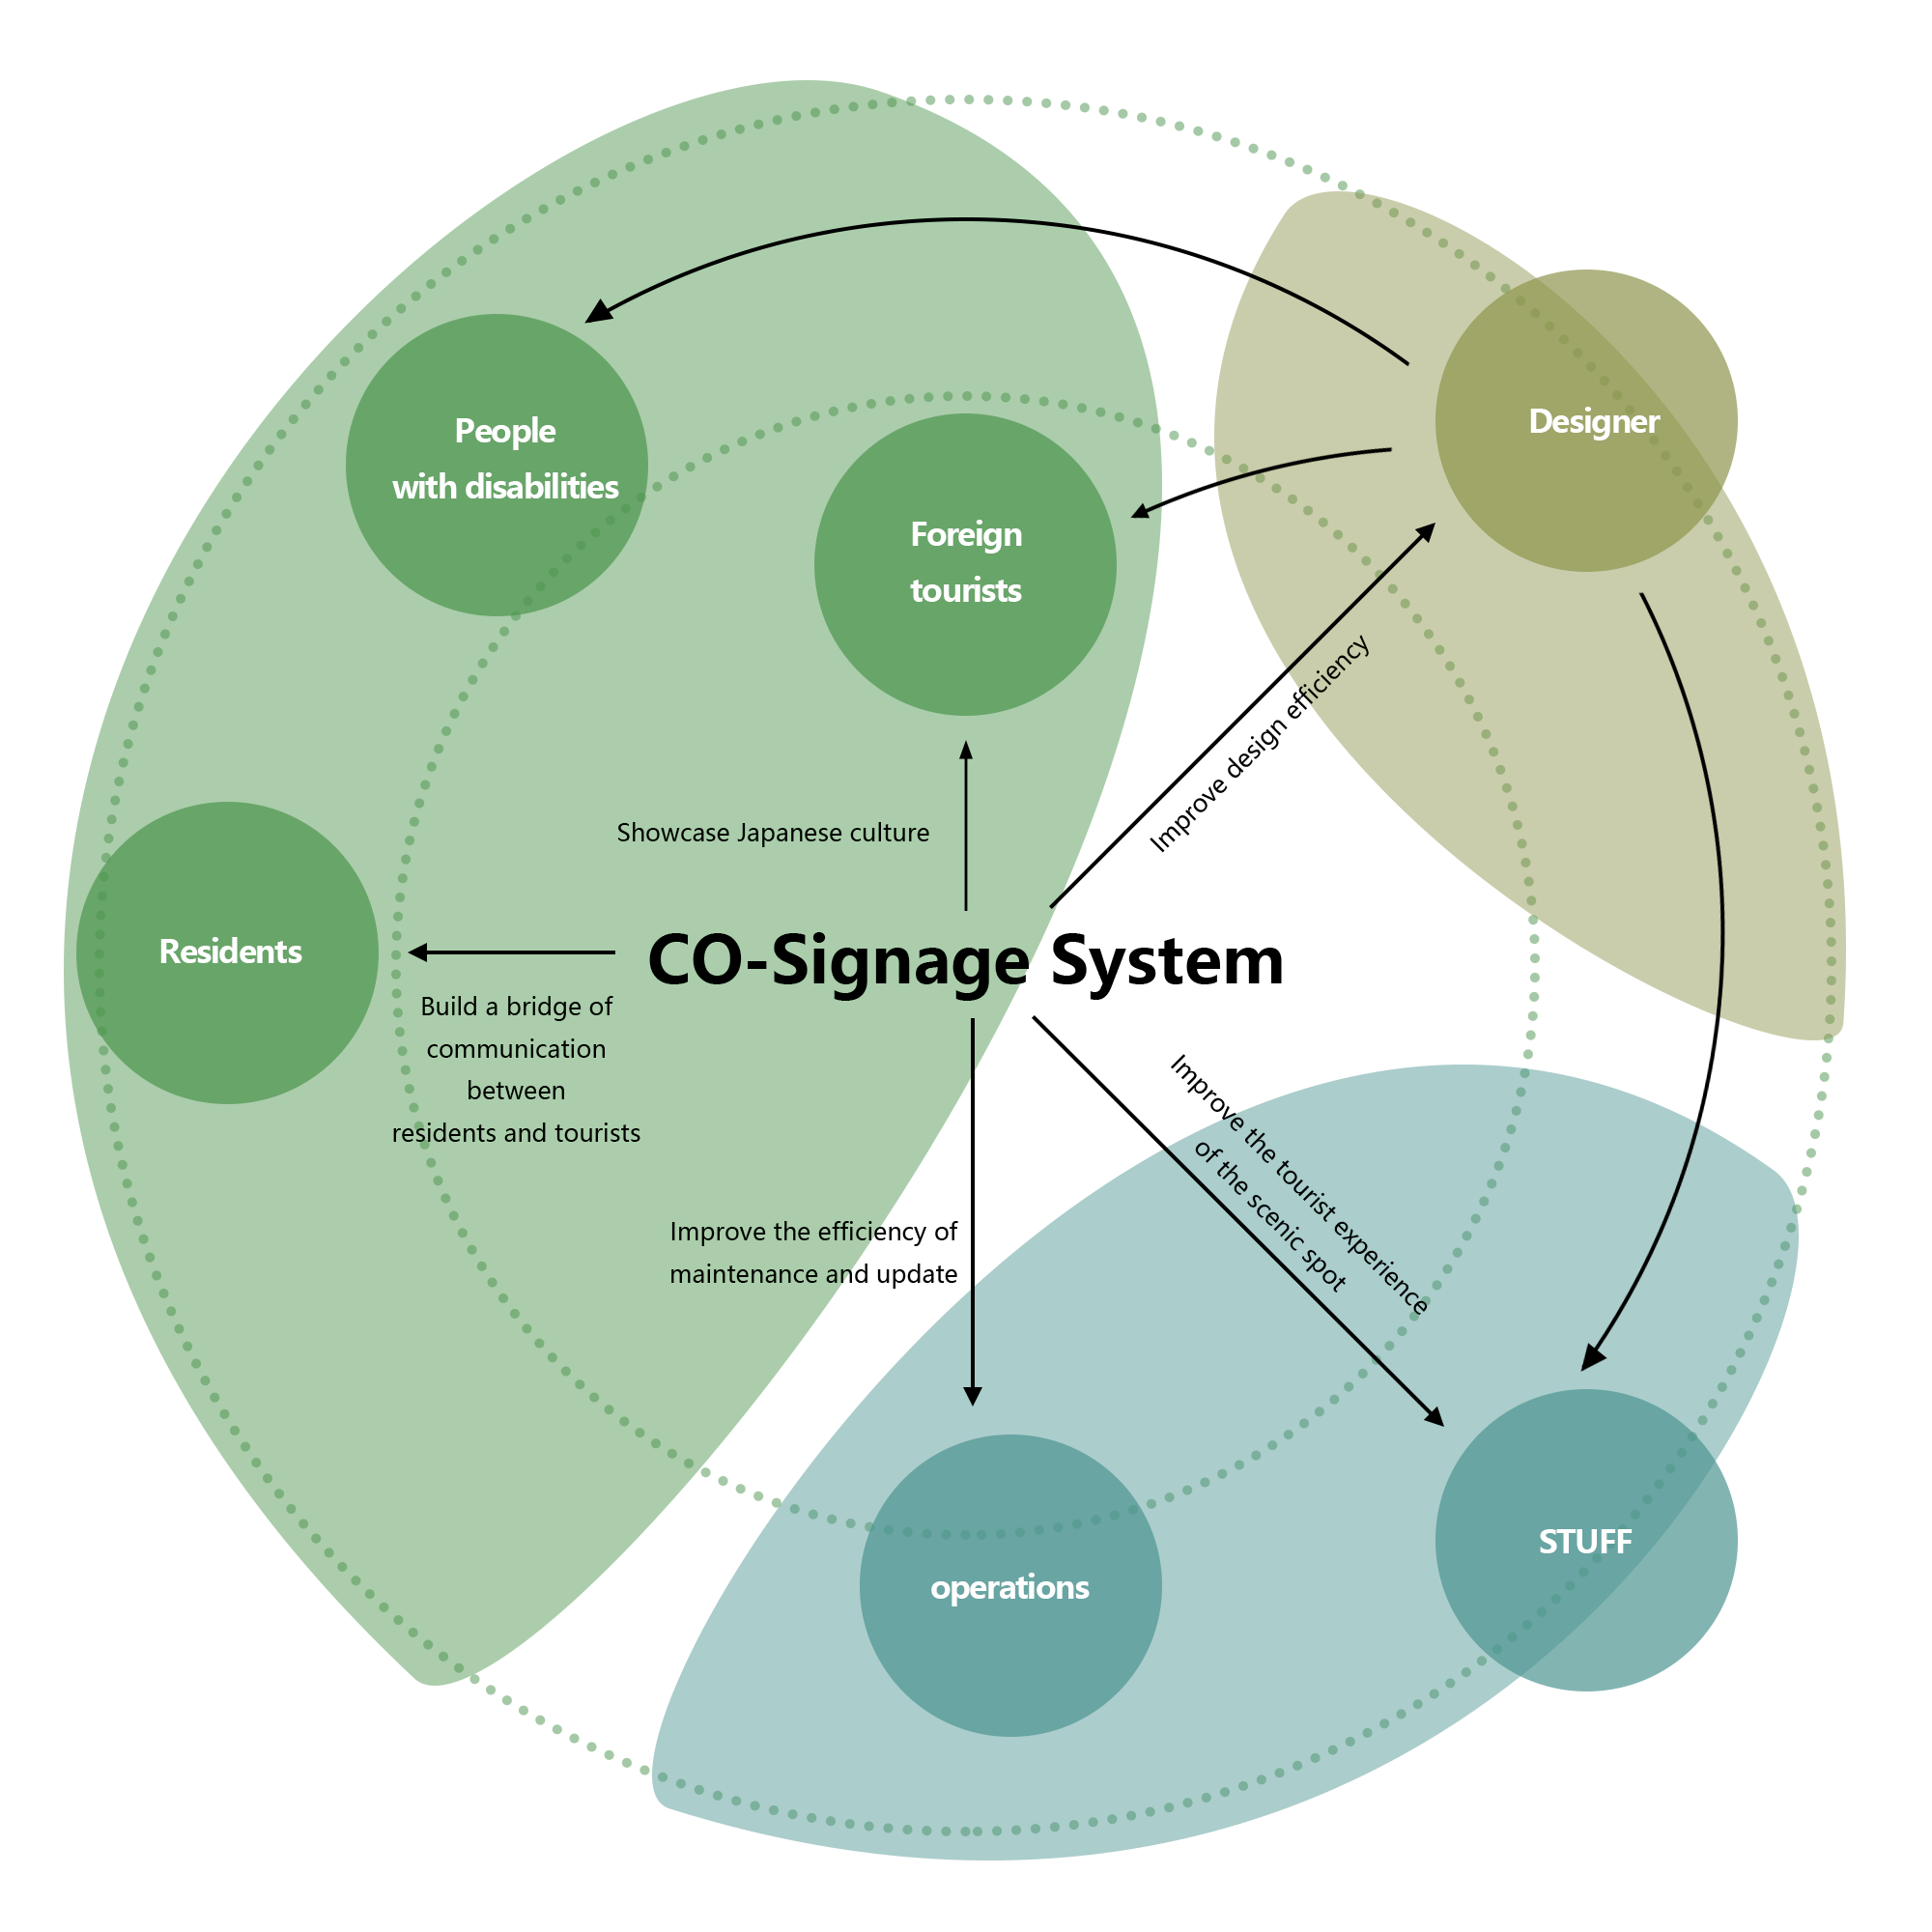 People
with disabilities
Designer
Foreign
tourists
Improve design efficiency
Showcase Japanese culture
Residents
CO-Signage System
Build a bridge of
communication
between
residents and tourists
Improve the tourist experience
of the scenic spot
Improve the efficiency of
maintenance and update
STUFF
operations